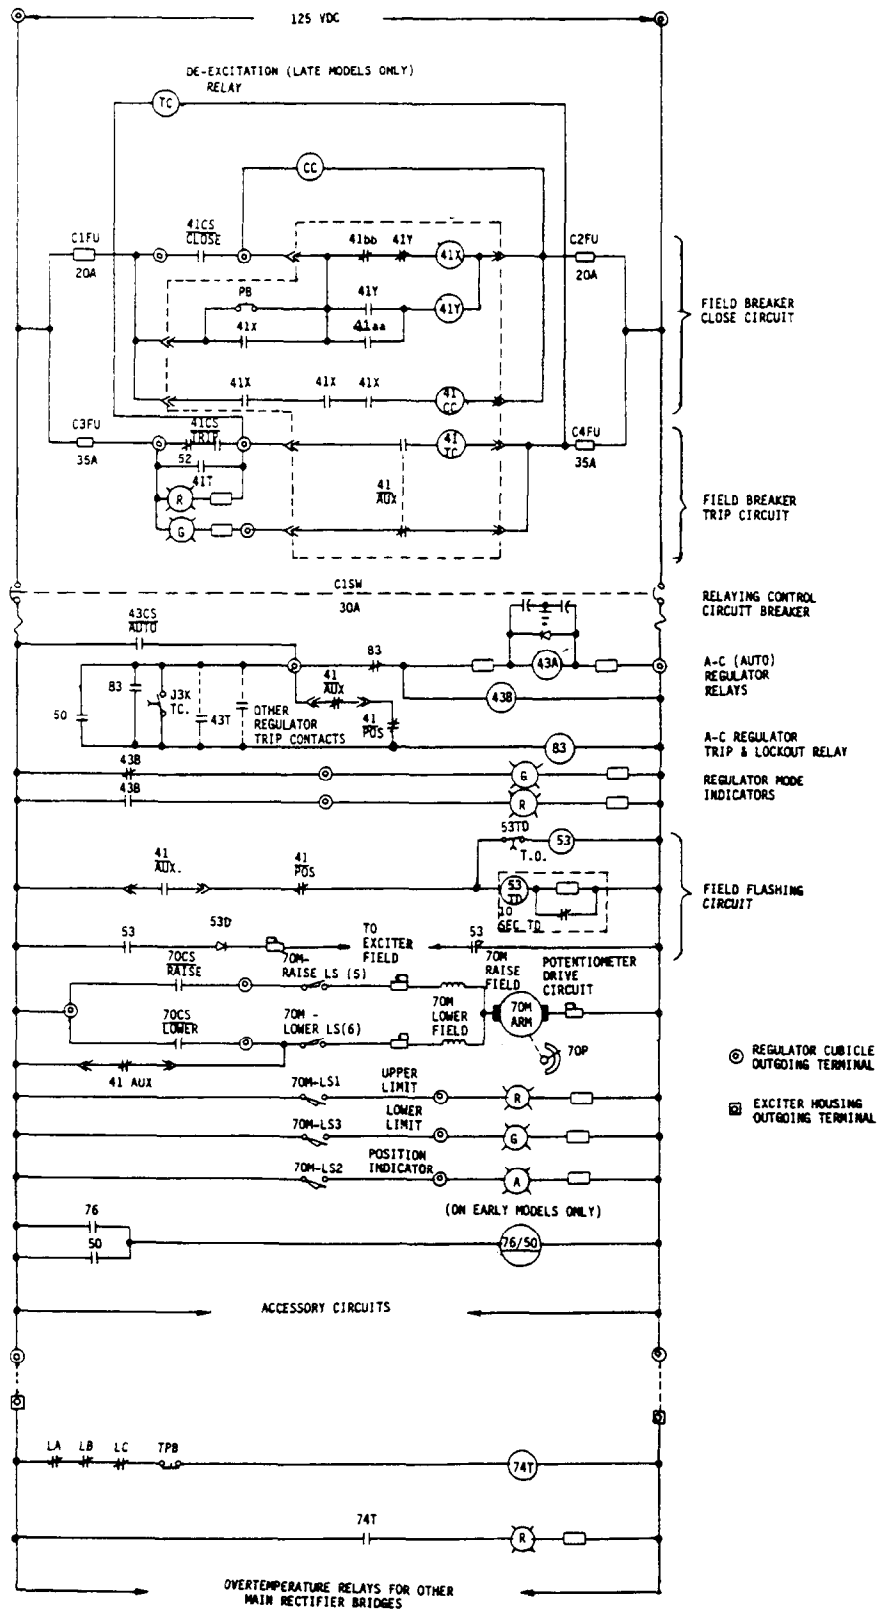 125 VDC
DE-EXCITATION (LATE MODELS ONLY)
RELAY
TC
CC
41CS
CLOSE
C1FU
20A
41bb 41Y
41X
C2FU
20A
PB
41Y
41Y
41X
41aa
FIELD BREAKER
CLOSE CIRCUIT
41X 41X 41X
41
CC
C3FU
35A
41CS
TRIP
52
41T
41
TC
C4FU
35A
R
41
AUX
G
FIELD BREAKER
TRIP CIRCUIT
C1SW
30A
RELAYING CONTROL
CIRCUIT BREAKER
43CS
AUTO
83
43A
A-C (AUTO)
REGULATOR
RELAYS
41
AUX
43B
50
83
J3K
TC.
43T
OTHER
REGULATOR
TRIP CONTACTS
41
POS
83
A-C REGULATOR
TRIP & LOCKOUT RELAY
43B
G
REGULATOR MODE
INDICATORS
43B
R
53TD
T.O.
53
41
AUX.
41
POS
53
TD
10
SEC TD
FIELD FLASHING
CIRCUIT
53
53D
TO
EXCITER
FIELD
53
70CS
RAISE
70M-
RAISE LS (5)
70M
RAISE
FIELD
POTENTIOMETER
DRIVE
CIRCUIT
70CS
LOWER
70M -
LOWER LS(6)
70M
LOWER
FIELD
70M
ARM
70P
41 AUX
REGULATOR CUBICLE
OUTGOING TERMINAL
70M-LS1
UPPER
LIMIT
R
70M-LS3
LOWER
LIMIT
G
EXCITER HOUSING
OUTGOING TERMINAL
70M-LS2
POSITION
INDICATOR
A
(ON EARLY MODELS ONLY)
76
50
76/50
ACCESSORY CIRCUITS
LA LB LC TPB
74T
74T
R
OVERTEMPERATURE RELAYS FOR OTHER
MAIN RECTIFIER BRIDGES